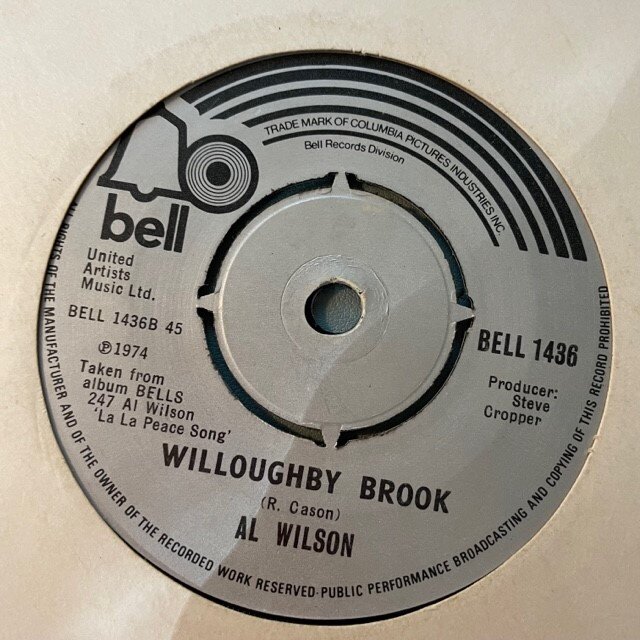 TRADE MARK OF COLUMBIA PICTURES INDUSTRIES INC.
Bell Records Division
bell
United
Artists
Music Ltd.
BELL 1436B 45
Ⓟ1974
Taken from
album BELLS
247 Al Wilson
'La La Peace Song'
BELL 1436
Producer:
Steve
Cropper
WILLOUGHBY BROOK
(R. Cason)
AL WILSON
ALL RIGHTS OF THE MANUFACTURER AND OF THE OWNER OF THE RECORDED WORK RESERVED-PUBLIC PERFORMANCE BROADCASTING AND COPYING OF THIS RECORD PROHIBITED